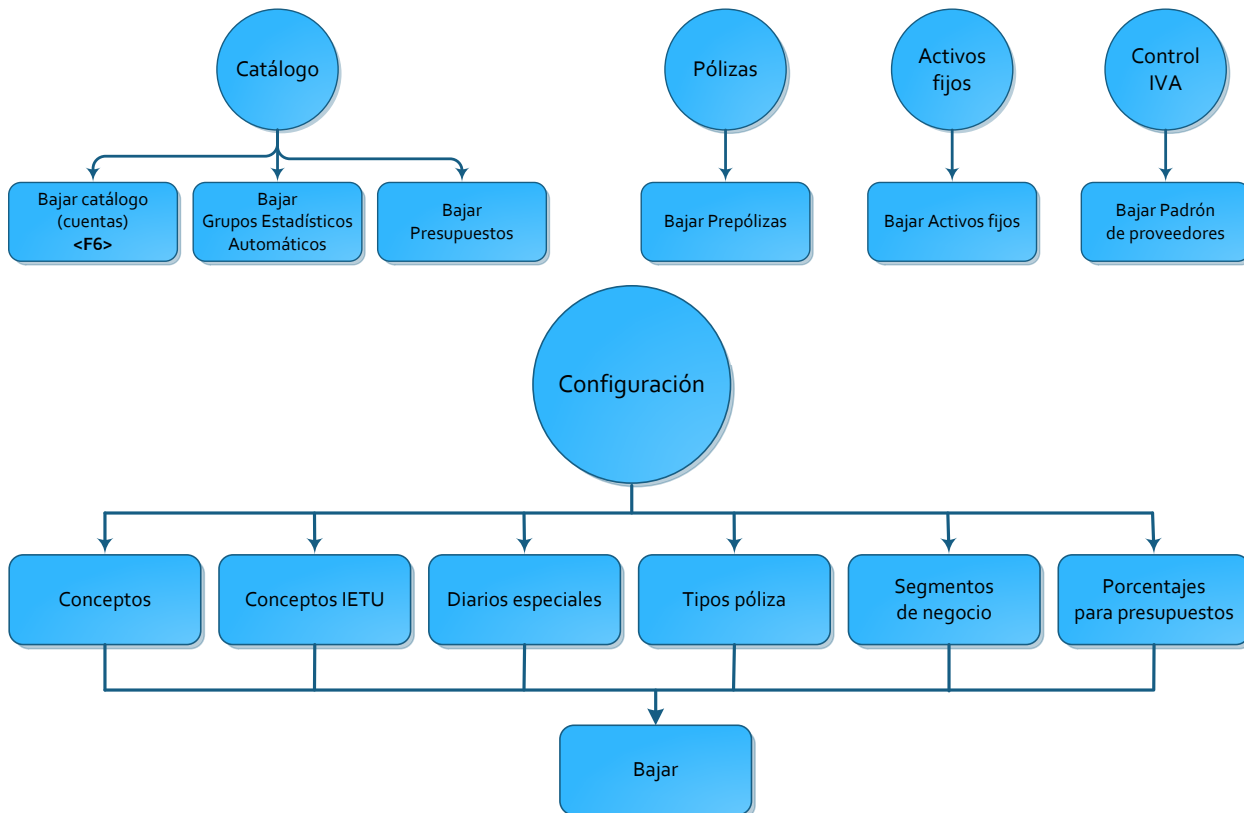 Catálogo
Pólizas
Activos
fijos
Control
IVA
Bajar catálogo
(cuentas)
<F6>
Bajar
Grupos Estadísticos
Automáticos
Bajar
Presupuestos
Bajar Prepólizas
Bajar Activos fijos
Bajar Padrón
de proveedores
Configuración
Conceptos
Conceptos IETU
Diarios especiales
Tipos póliza
Segmentos
de negocio
Porcentajes
para presupuestos
Bajar